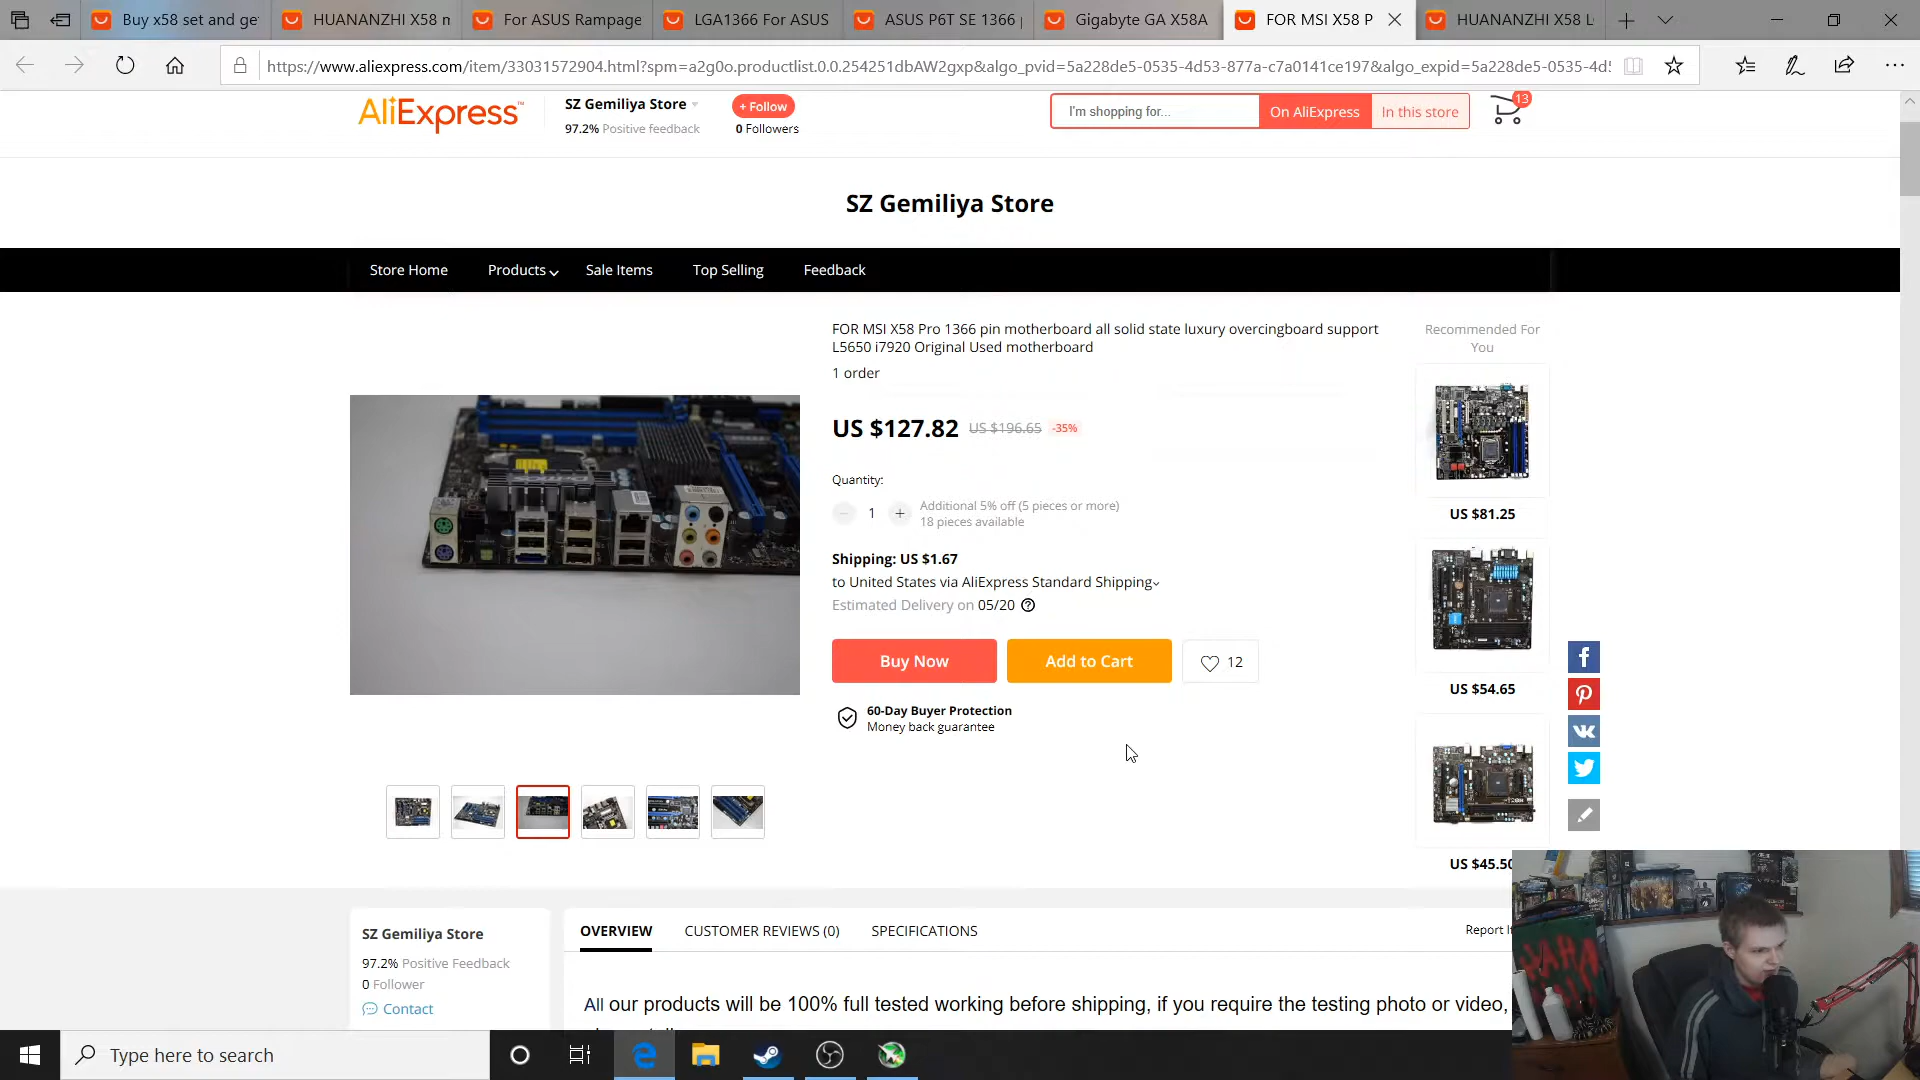 Buy x58 set and ge
HUANANZHI X58 m
For ASUS Rampage
LGA1366 For ASUS
ASUS P6T SE 1366
Gigabyte GA X58A
FOR MSI X58 P
HUANANZHI X58 L
https://www.aliexpress.com/item/33031572904.html?spm=a2g0o.productlist.0.0.254251dbAW2gxp&algo_pvid=5a228de5-0535-4d53-877a-c7a0141ce197&algo_expid=5a228de5-0535-4d5
AliExpress
SZ Gemiliya Store
+ Follow
97.2% Positive feedback
0 Followers
I'm shopping for...
On AliExpress
In this store
13
SZ Gemiliya Store
Store Home
Products
Sale Items
Top Selling
Feedback
FOR MSI X58 Pro 1366 pin motherboard all solid state luxury overcingboard support
L5650 i7920 Original Used motherboard
1 order
US $127.82 US $196.65 -35%
Quantity:
1
Additional 5% off (5 pieces or more)
18 pieces available
Shipping: US $1.67
to United States via AliExpress Standard Shipping
Estimated Delivery on 05/20
Buy Now
Add to Cart
12
60-Day Buyer Protection
Money back guarantee
Recommended For
You
US $81.25
US $54.65
US $45.50
SZ Gemiliya Store
97.2% Positive Feedback
0 Follower
Contact
OVERVIEW
CUSTOMER REVIEWS (0)
SPECIFICATIONS
Report It
All our products will be 100% full tested working before shipping, if you require the testing photo or video,
Type here to search